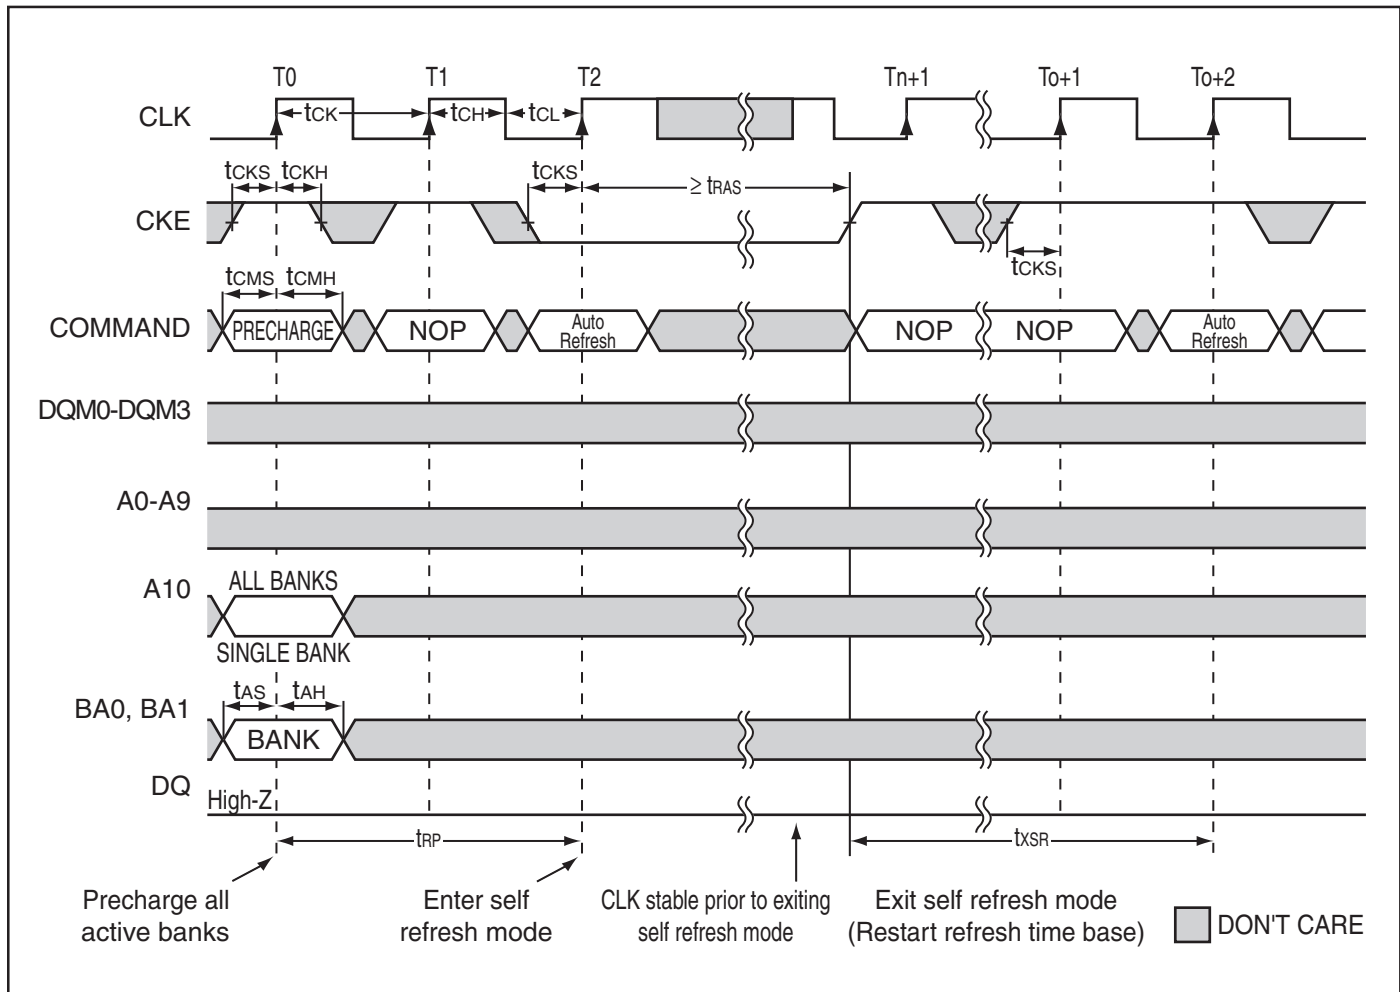 T0 T1 T2 Tn+1 To+1 To+2
CLK tCK tCH tCL
tCKS tCKH tCKS ≥ tRAS
CKE
tCKS
tCMS tCMH
COMMAND PRECHARGE NOP Auto Refresh NOP NOP Auto Refresh
DQM0-DQM3
A0-A9
A10 ALL BANKS
SINGLE BANK
tAS tAH
BA0, BA1 BANK
DQ High-Z
tRP tXSR
Precharge all
active banks
Enter self
refresh mode
CLK stable prior to exiting
self refresh mode
Exit self refresh mode
(Restart refresh time base)
DON'T CARE